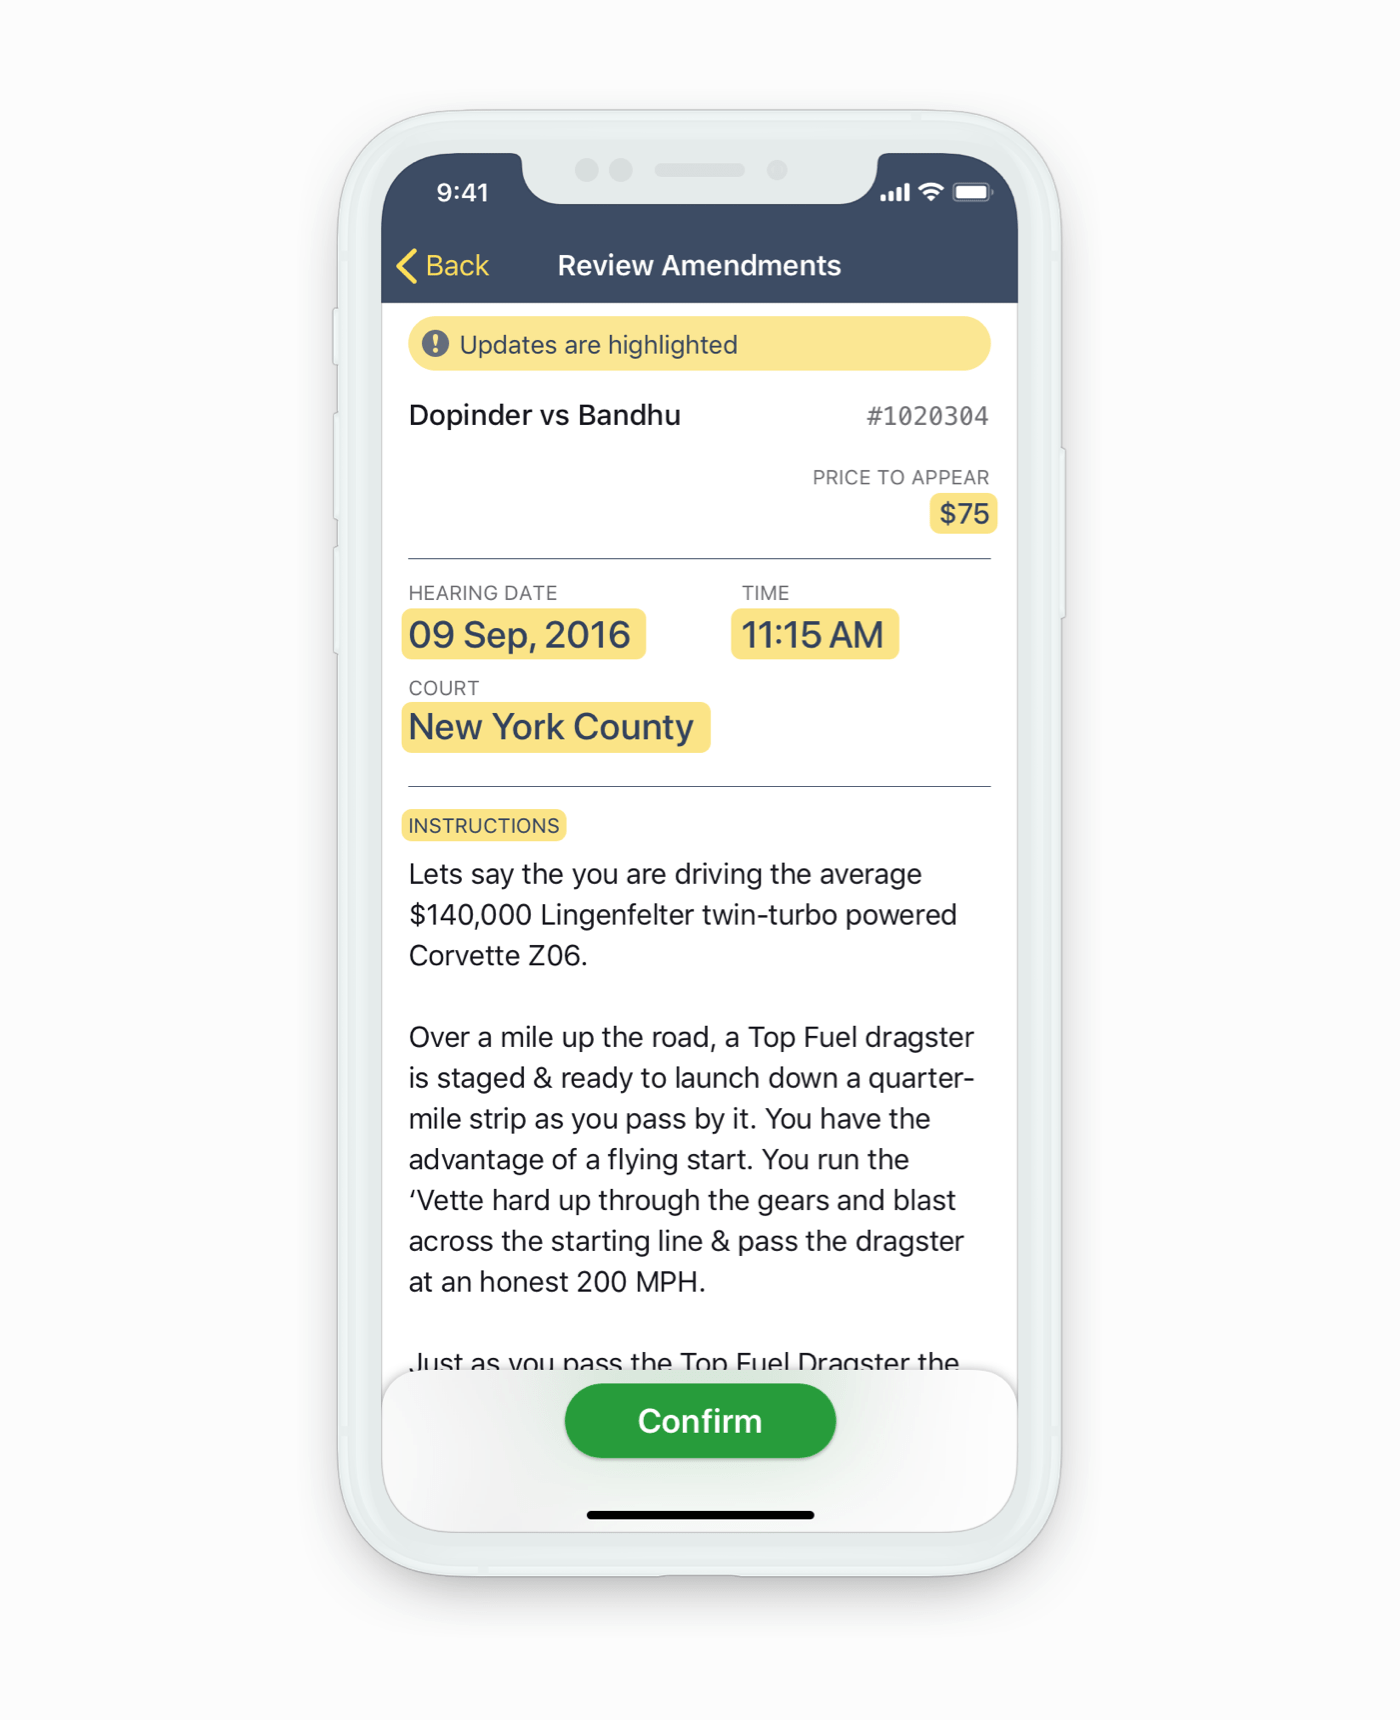 9:41
Back
Review Amendments
Updates are highlighted
Dopinder vs Bandhu
#1020304
PRICE TO APPEAR
$75
HEARING DATE
TIME
09 Sep, 2016
11:15 AM
COURT
New York County
INSTRUCTIONS
Lets say the you are driving the average
$140,000 Lingenfelter twin-turbo powered
Corvette Z06.
Over a mile up the road, a Top Fuel dragster
is staged & ready to launch down a quarter-
mile strip as you pass by it. You have the
advantage of a flying start. You run the
‘Vette hard up through the gears and blast
across the starting line & pass the dragster
at an honest 200 MPH.
Just as you pass the Top Fuel Dragster the
Confirm